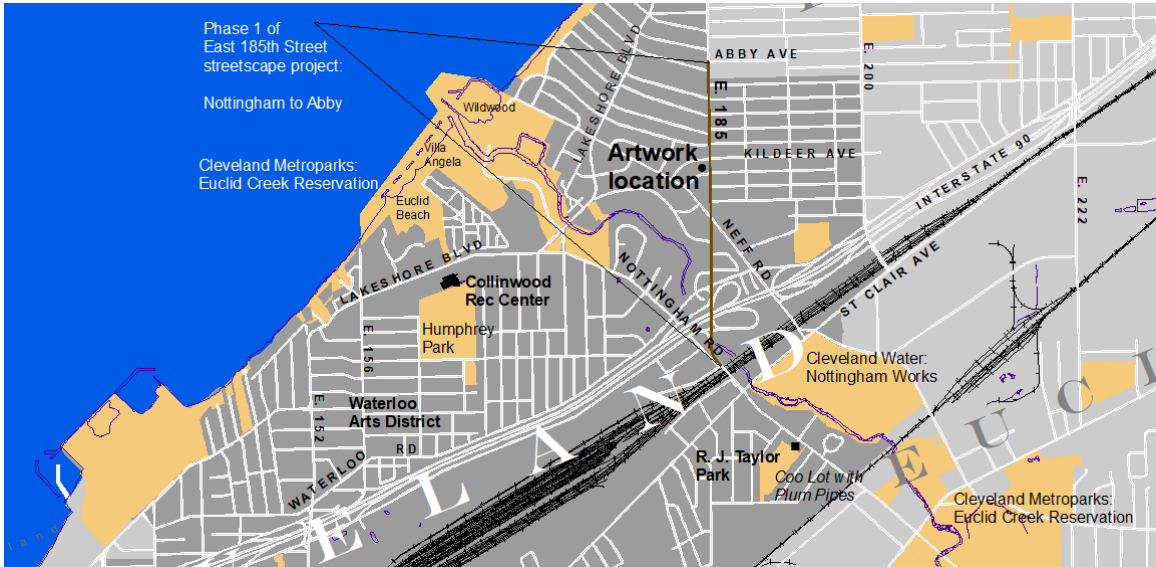 Phase 1 of
East 185th Street
streetscape project:
Nottingham to Abby
Cleveland Metroparks:
Euclid Creek Reservation
Wildwood
Villa
Angela
Euclid
Beach
LAKESHORE BLVD
LAKESHORE BLVD
ABBY AVE
E. 185
E. 200
KILDEER AVE
Artwork
location
INTERSTATE 90
E. 222
NEFF RD
ST CLAIR AVE
NOTTINGHAM RD
Collinwood
Rec Center
Humphrey
Park
E. 156
E. 152
Waterloo
Arts District
WATERLOO RD
Cleveland Water:
Nottingham Works
R. J. Taylor
Park
Coo Lot with
Plum Pipes
Cleveland Metroparks:
Euclid Creek Reservation
E L A N D
E U C L
land